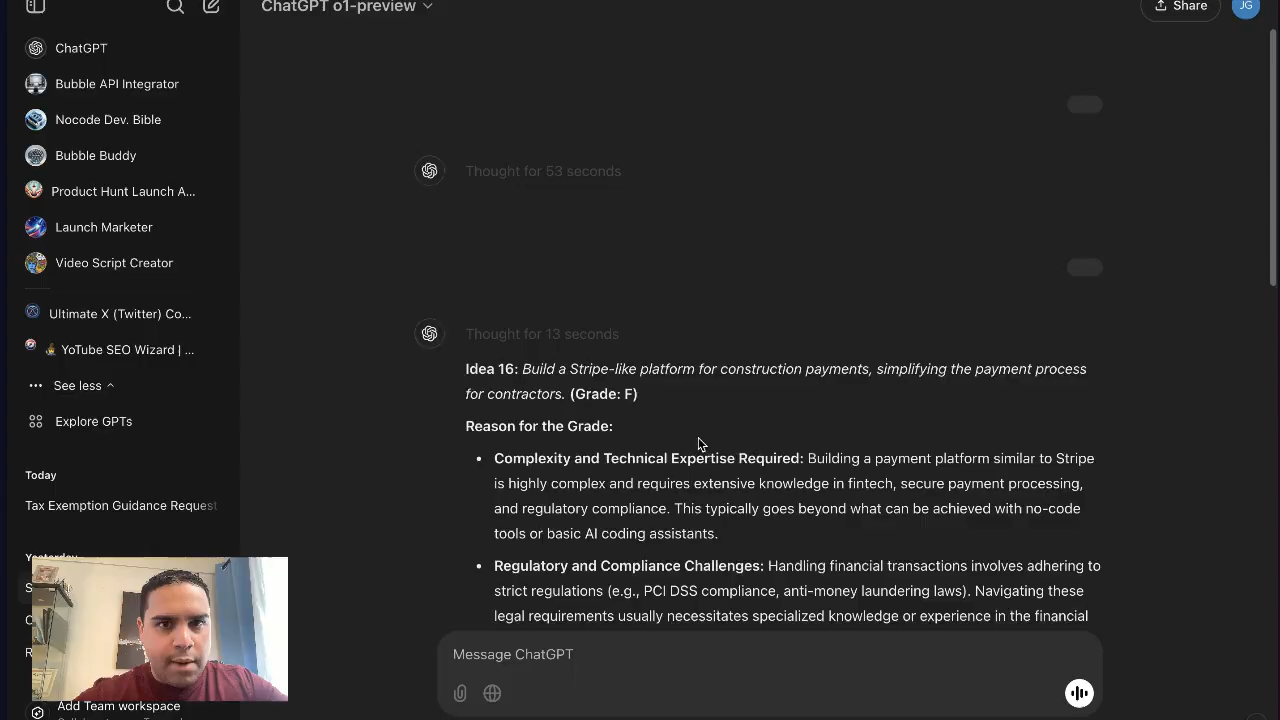 ChatGPT o1-preview
Share
JG
ChatGPT
Bubble API Integrator
Nocode Dev. Bible
Bubble Buddy
Product Hunt Launch A...
Launch Marketer
Video Script Creator
Ultimate X (Twitter) Co...
YoTube SEO Wizard | ...
See less
Explore GPTs
Today
Tax Exemption Guidance Request
Yesterday
Add Team workspace
Thought for 53 seconds
Thought for 13 seconds
Idea 16: Build a Stripe-like platform for construction payments, simplifying the payment process
for contractors. (Grade: F)
Reason for the Grade:
• Complexity and Technical Expertise Required: Building a payment platform similar to Stripe
is highly complex and requires extensive knowledge in fintech, secure payment processing,
and regulatory compliance. This typically goes beyond what can be achieved with no-code
tools or basic AI coding assistants.
• Regulatory and Compliance Challenges: Handling financial transactions involves adhering to
strict regulations (e.g., PCI DSS compliance, anti-money laundering laws). Navigating these
legal requirements usually necessitates specialized knowledge or experience in the financial
Message ChatGPT